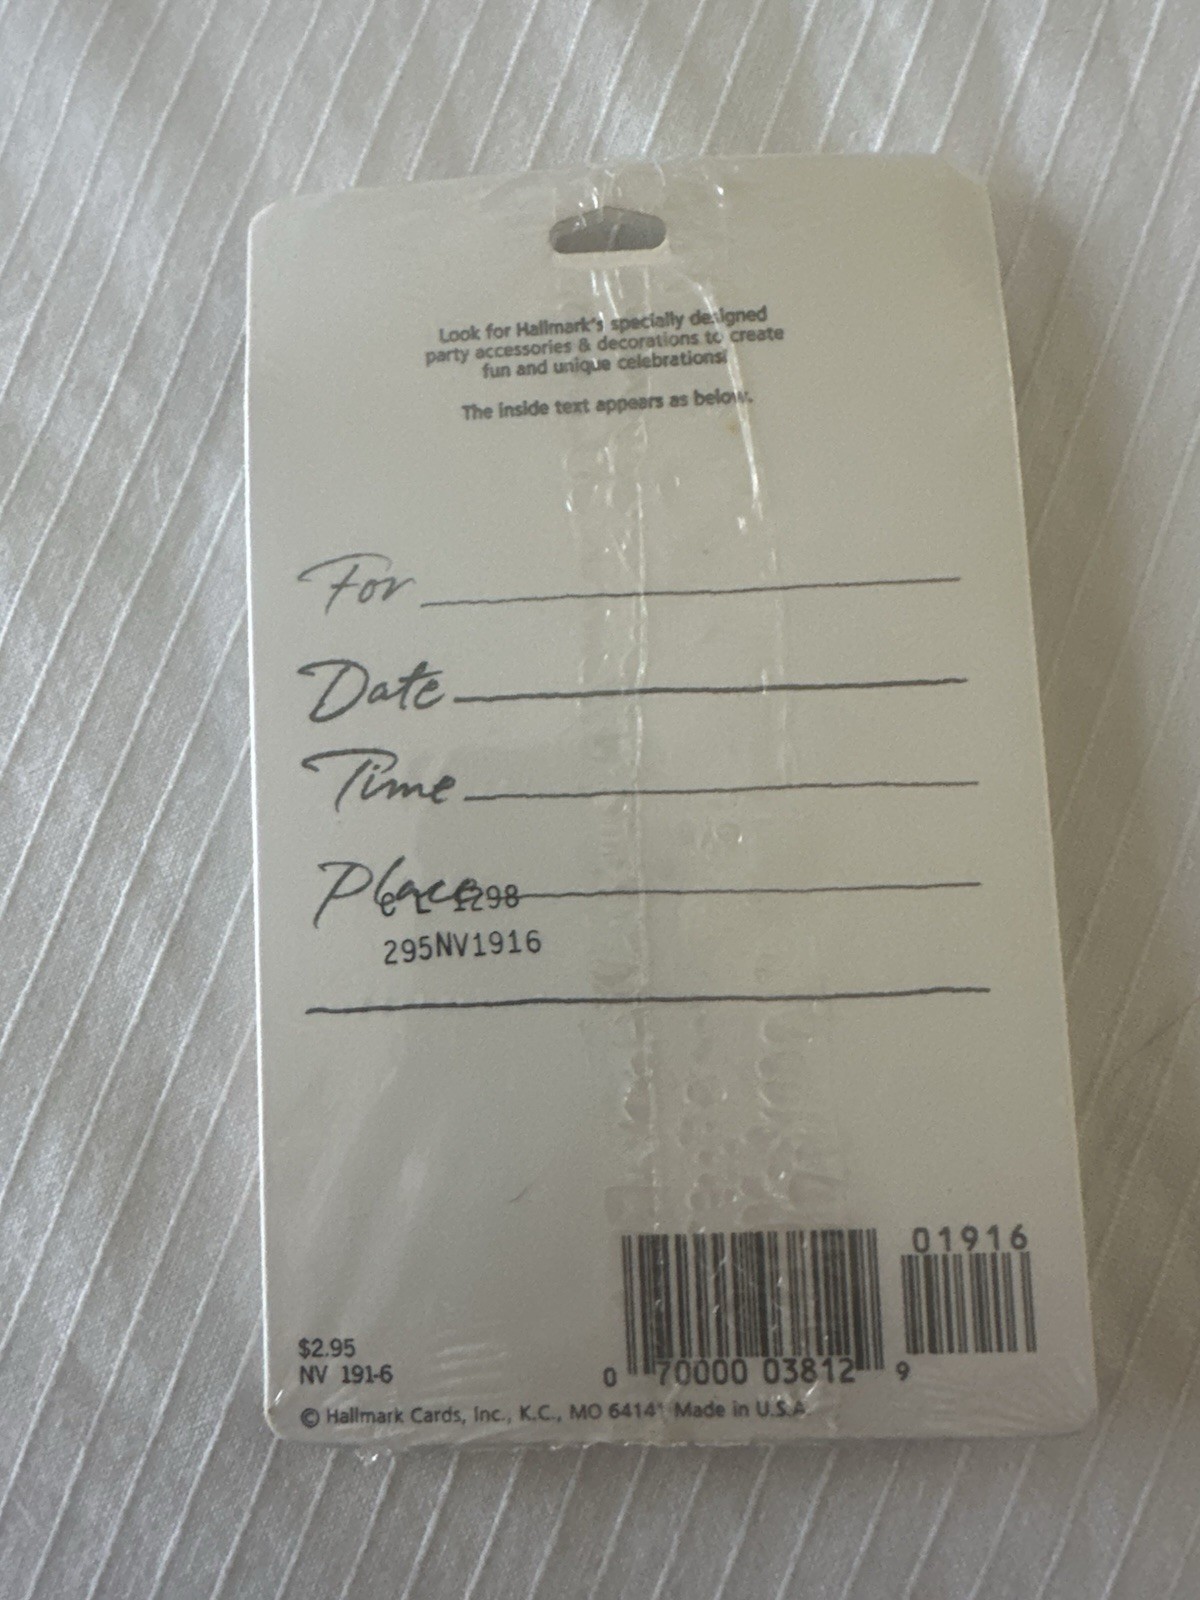 Look for Hallmark's specially designed
party accessories & decorations to create
fun and unique celebrations!
The inside text appears as below.
For
Date
Time
Place
1298
295NV1916
01916
0 70000 03812 9
$2.95
NV 191-6
© Hallmark Cards, Inc., K.C., MO 64141 Made in U.S.A.